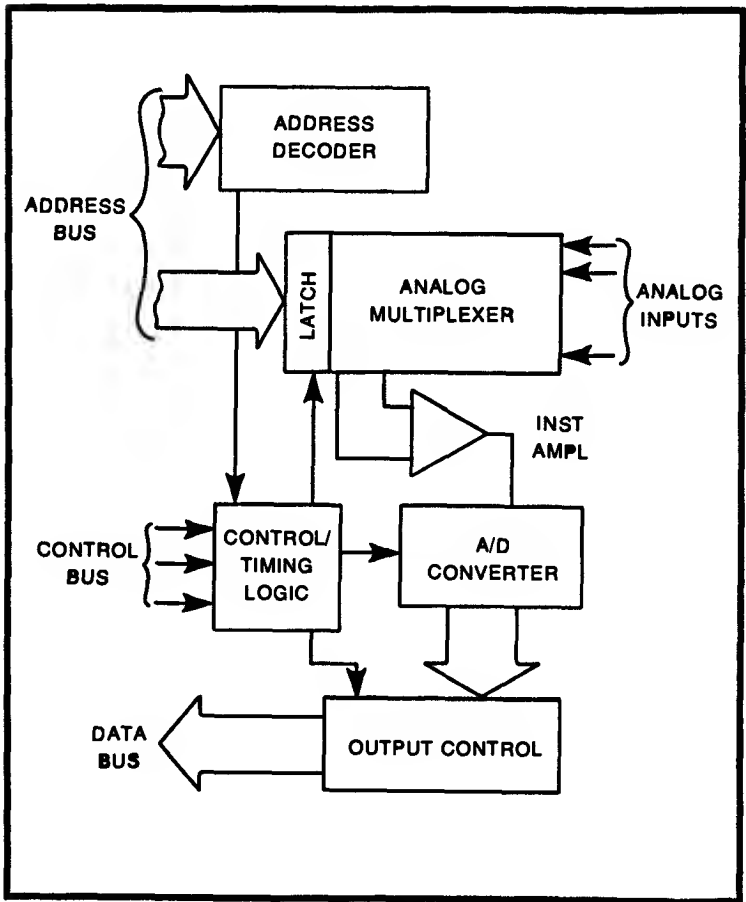 ADDRESS
DECODER
ADDRESS
BUS
LATCH
ANALOG
MULTIPLEXER
ANALOG
INPUTS
INST
AMPL
CONTROL
BUS
CONTROL/
TIMING
LOGIC
A/D
CONVERTER
DATA
BUS
OUTPUT CONTROL